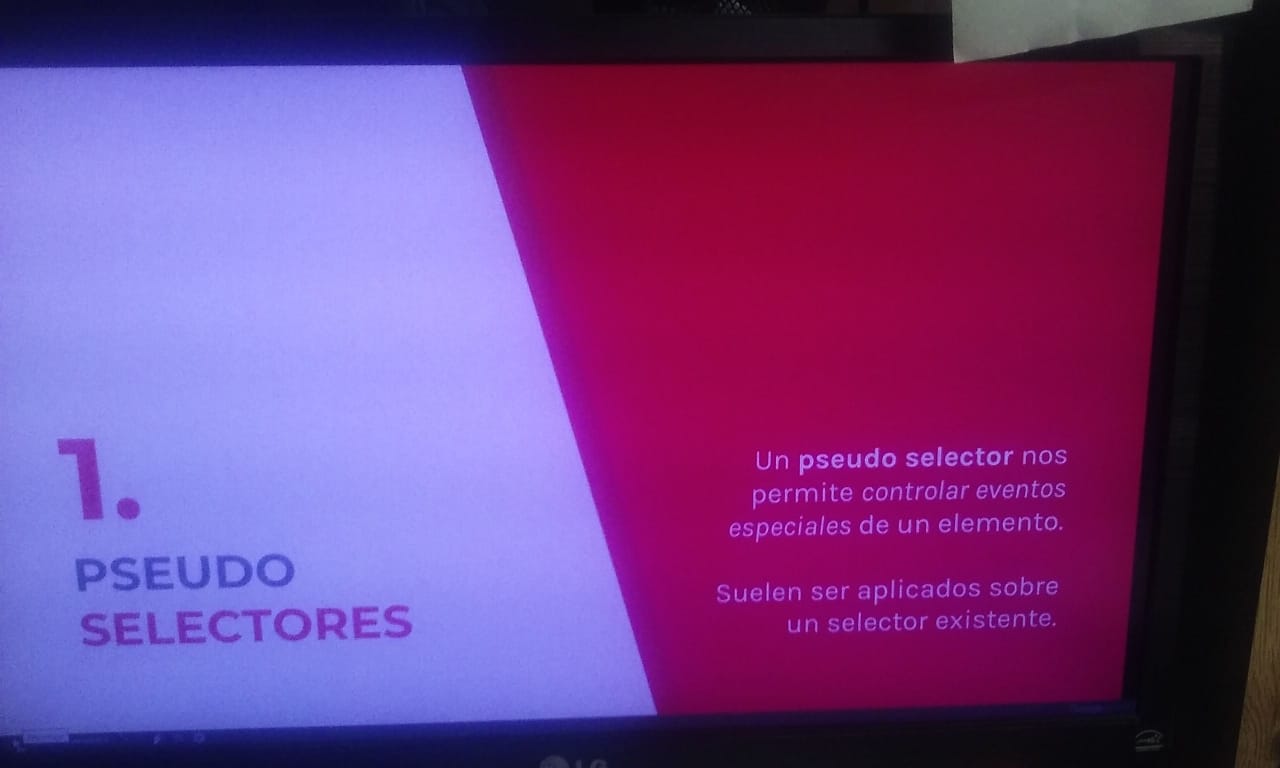 1.
PSEUDO
SELECTORES
Un pseudo selector nos
permite controlar eventos
especiales de un elemento.
Suelen ser aplicados sobre
un selector existente.
LG